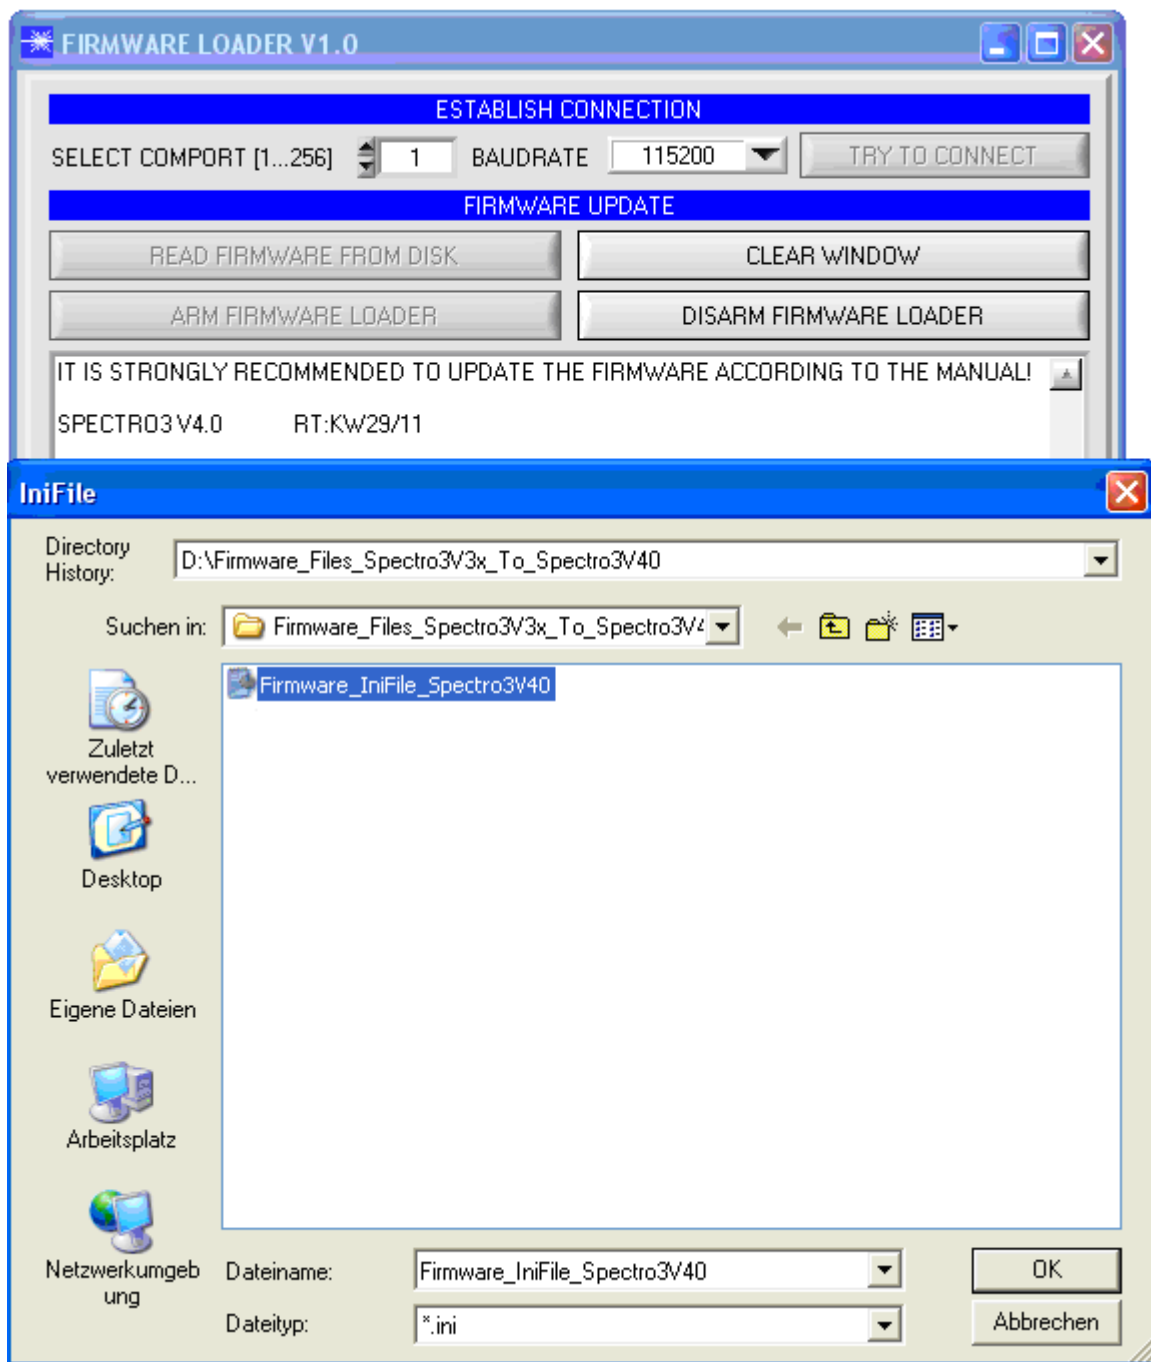 FIRMWARE LOADER V1.0
ESTABLISH CONNECTION
SELECT COMPORT [1...256] 1 BAUDRATE 115200 TRY TO CONNECT
FIRMWARE UPDATE
READ FIRMWARE FROM DISK CLEAR WINDOW
ARM FIRMWARE LOADER DISARM FIRMWARE LOADER
IT IS STRONGLY RECOMMENDED TO UPDATE THE FIRMWARE ACCORDING TO THE MANUAL!
SPECTRO3 V4.0 RT:KW29/11
IniFile
Directory
History: D:\Firmware_Files_Spectro3V3x_To_Spectro3V40
Suchen in: Firmware_Files_Spectro3V3x_To_Spectro3V4
Firmware_IniFile_Spectro3V40
Zuletzt
verwendete D...
Desktop
Eigene Dateien
Arbeitsplatz
Netzwerkumgeb
ung
Dateiname: Firmware_IniFile_Spectro3V40 OK
Dateityp: *.ini Abbrechen